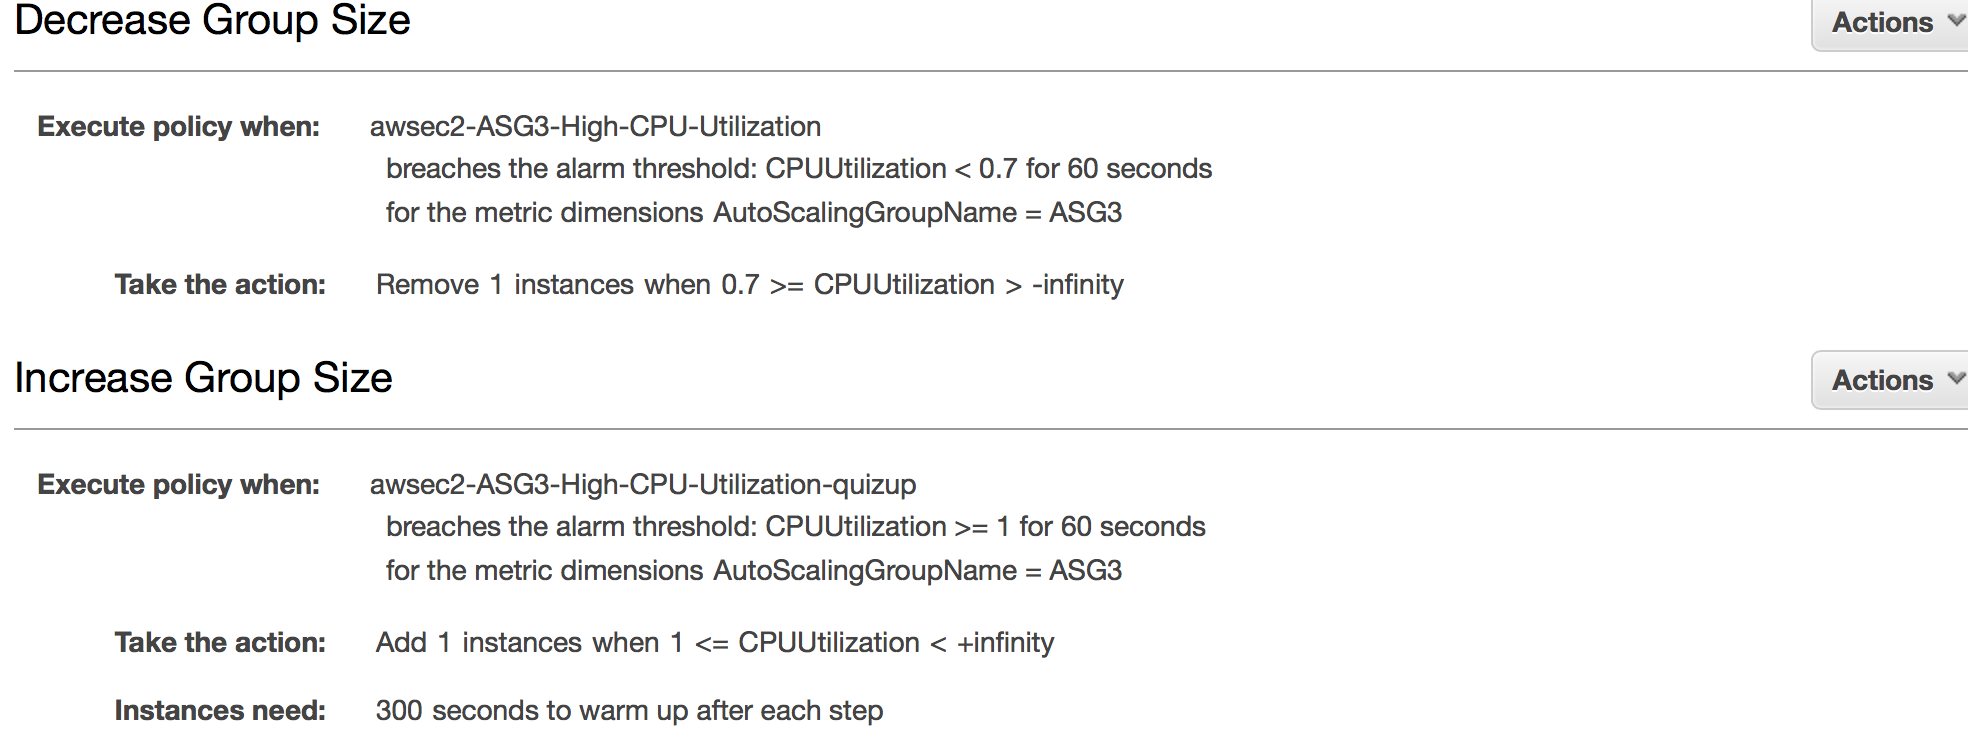 Decrease Group Size
Actions
Execute policy when: awsec2-ASG3-High-CPU-Utilization
breaches the alarm threshold: CPUUtilization < 0.7 for 60 seconds
for the metric dimensions AutoScalingGroupName = ASG3
Take the action: Remove 1 instances when 0.7 >= CPUUtilization > -infinity
Increase Group Size
Actions
Execute policy when: awsec2-ASG3-High-CPU-Utilization-quizup
breaches the alarm threshold: CPUUtilization >= 1 for 60 seconds
for the metric dimensions AutoScalingGroupName = ASG3
Take the action: Add 1 instances when 1 <= CPUUtilization < +infinity
Instances need: 300 seconds to warm up after each step